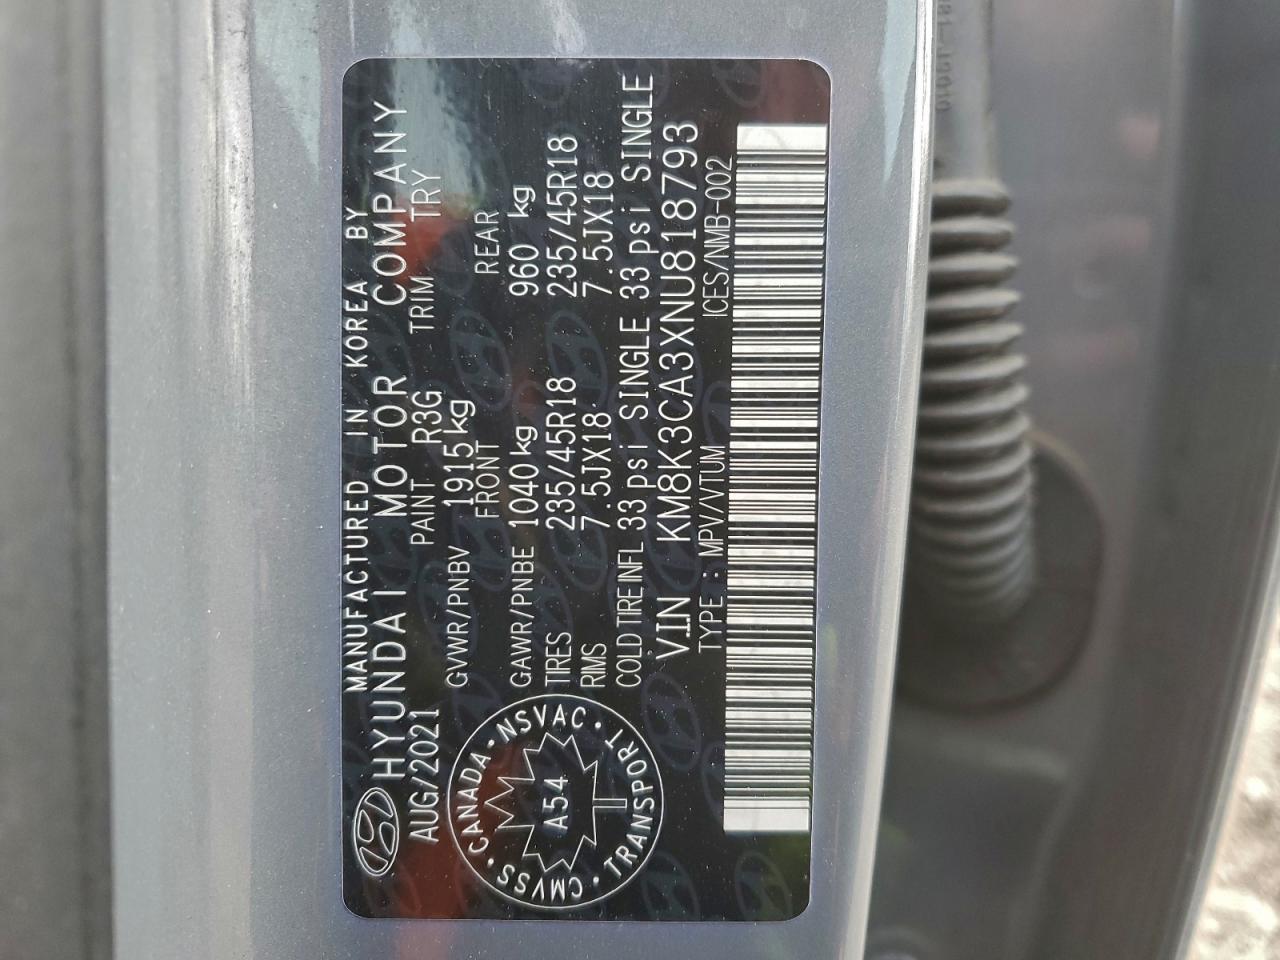 MANUFACTURED IN KOREA BY
HYUNDAI MOTOR COMPANY
AUG/2021 PAINT R3G TRIM TRY
GVWR/PNBV 1915 kg
FRONT REAR
GAWR/PNBE 1040 kg 960 kg
TIRES 235/45R18 235/45R18
RIMS 7.5JX18 7.5JX18
COLD TIRE INFL 33 psi SINGLE 33 psi SINGLE
V.I.N KM8K3CA3XNU818793
TYPE : MPV/VTUM ICES/NMB-002
CMVSS · CANADA · NSVAC · TRANSPORT ·
A54